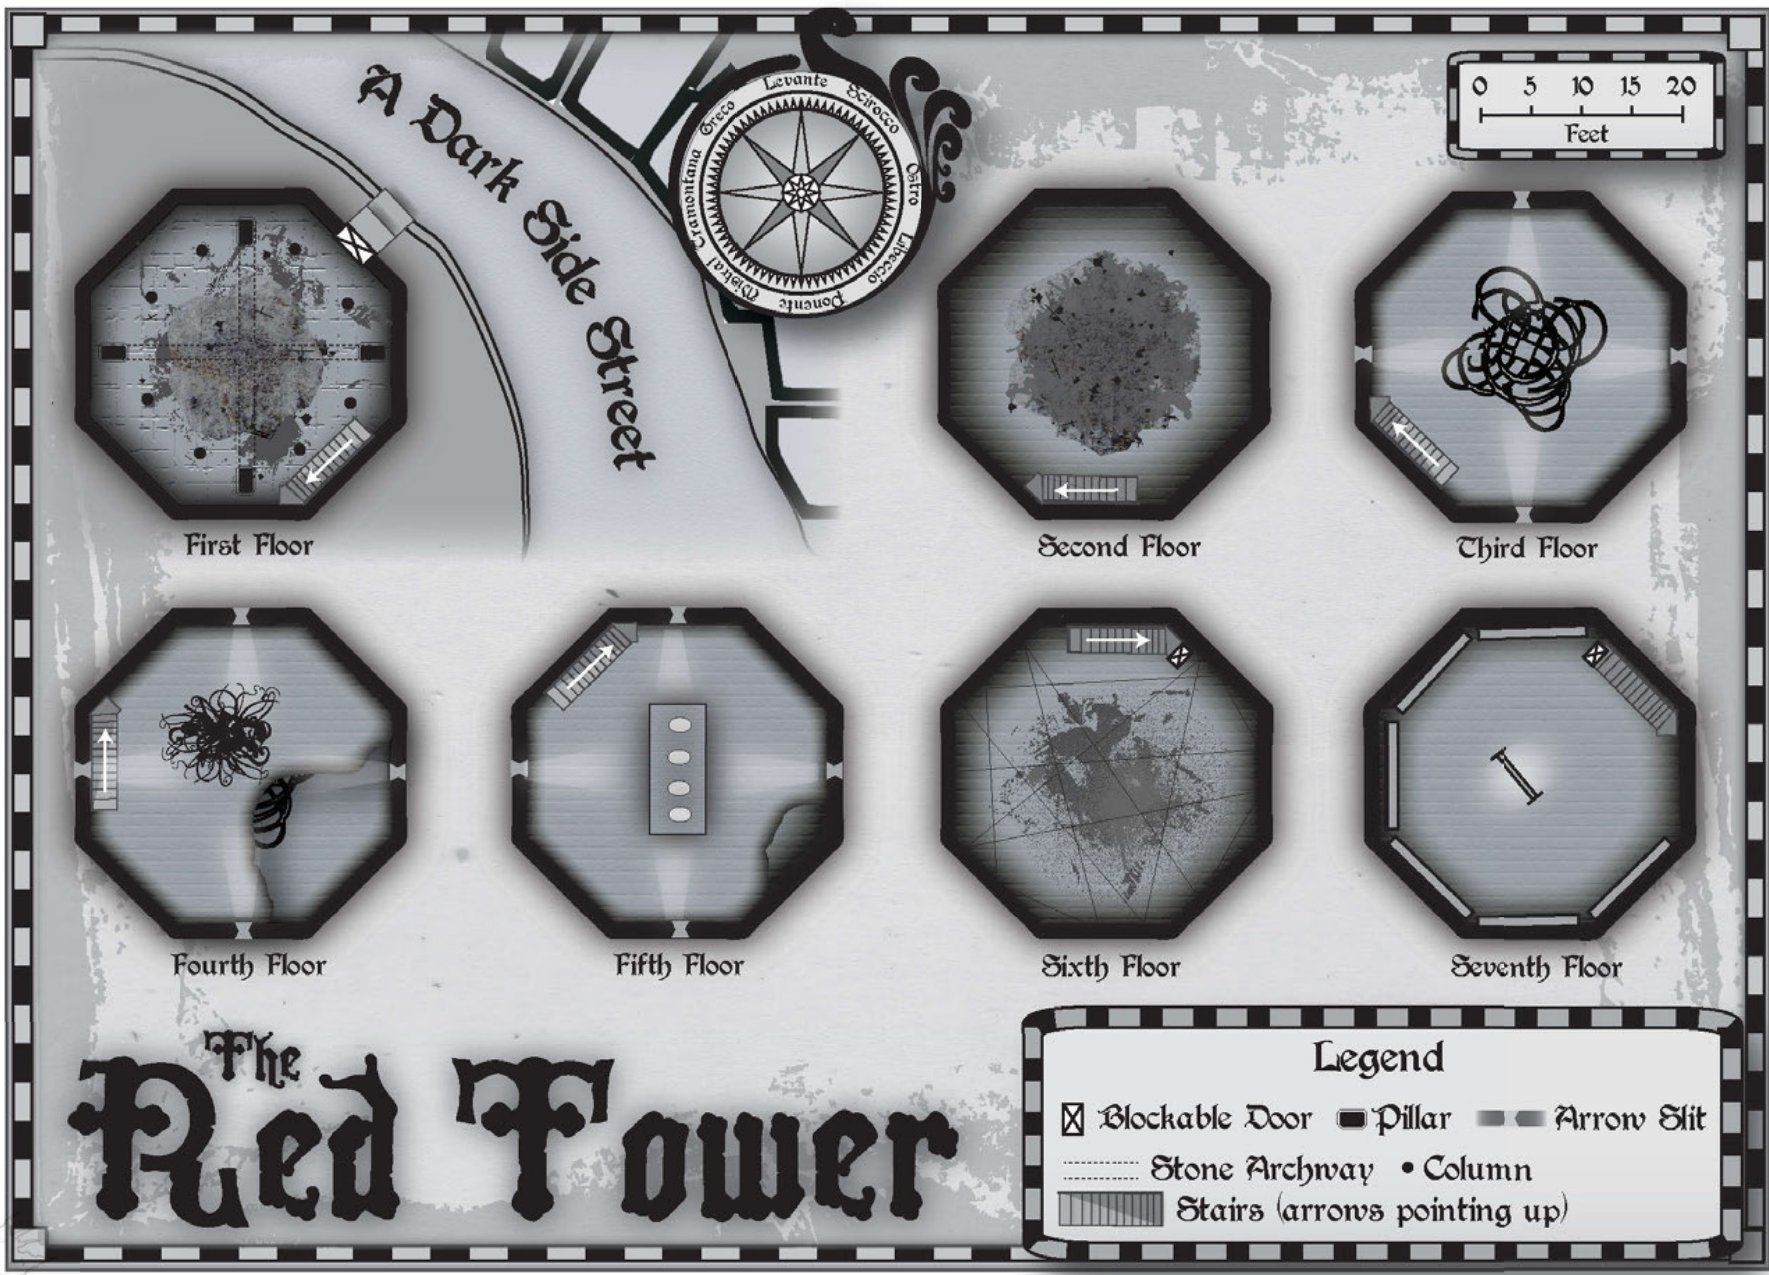 A Dark Side Street
Levante
Scirocco
Ostro
Libeccio
Ponente
Mistral
Tramontana
Greco
0 5 10 15 20
Feet
First Floor
Second Floor
Third Floor
Fourth Floor
Fifth Floor
Sixth Floor
Seventh Floor
The
Red Tower
Legend
Blockable Door Pillar Arrow Slit
Stone Archway Column
Stairs (arrows pointing up)